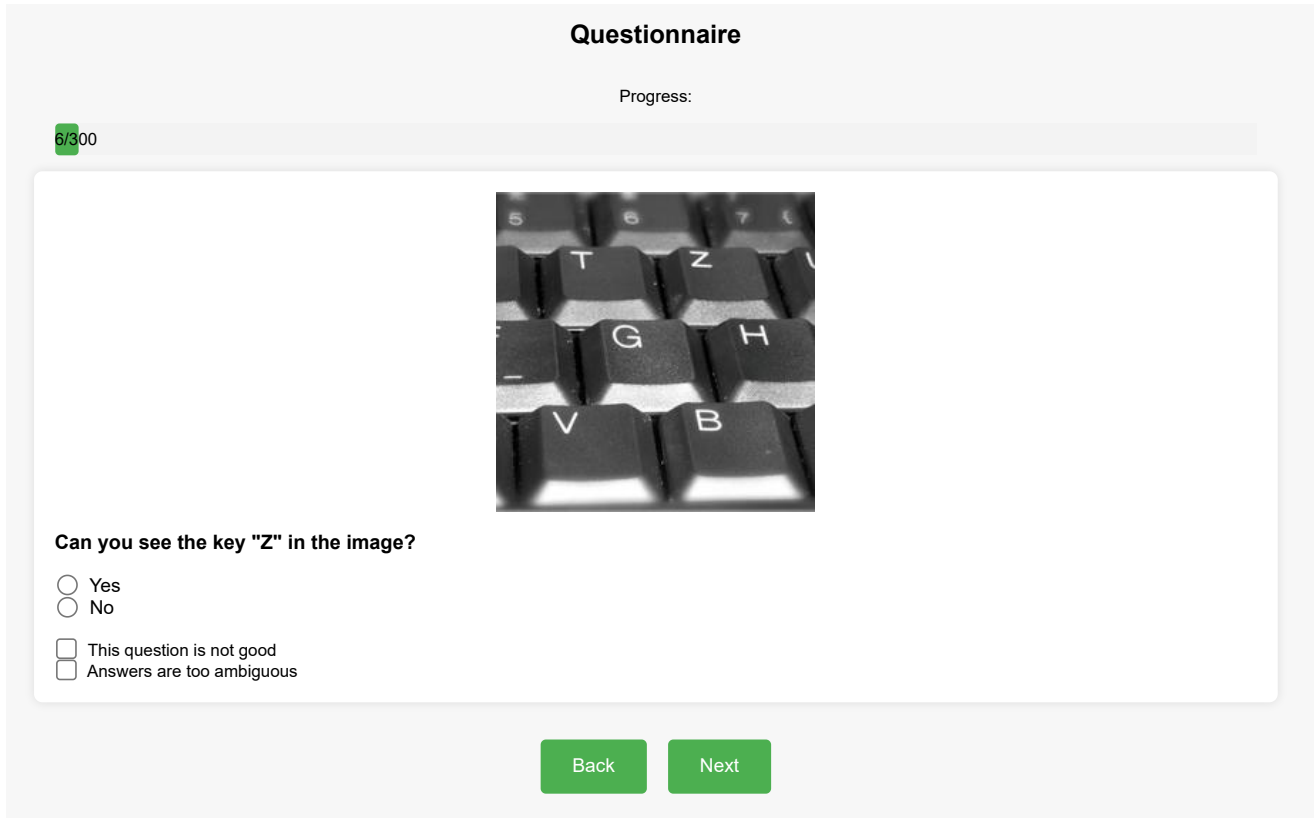 Questionnaire
Progress:
6/300
5 6 7
T Z U
G H
V B
Can you see the key "Z" in the image?
Yes
No
This question is not good
Answers are too ambiguous
Back Next